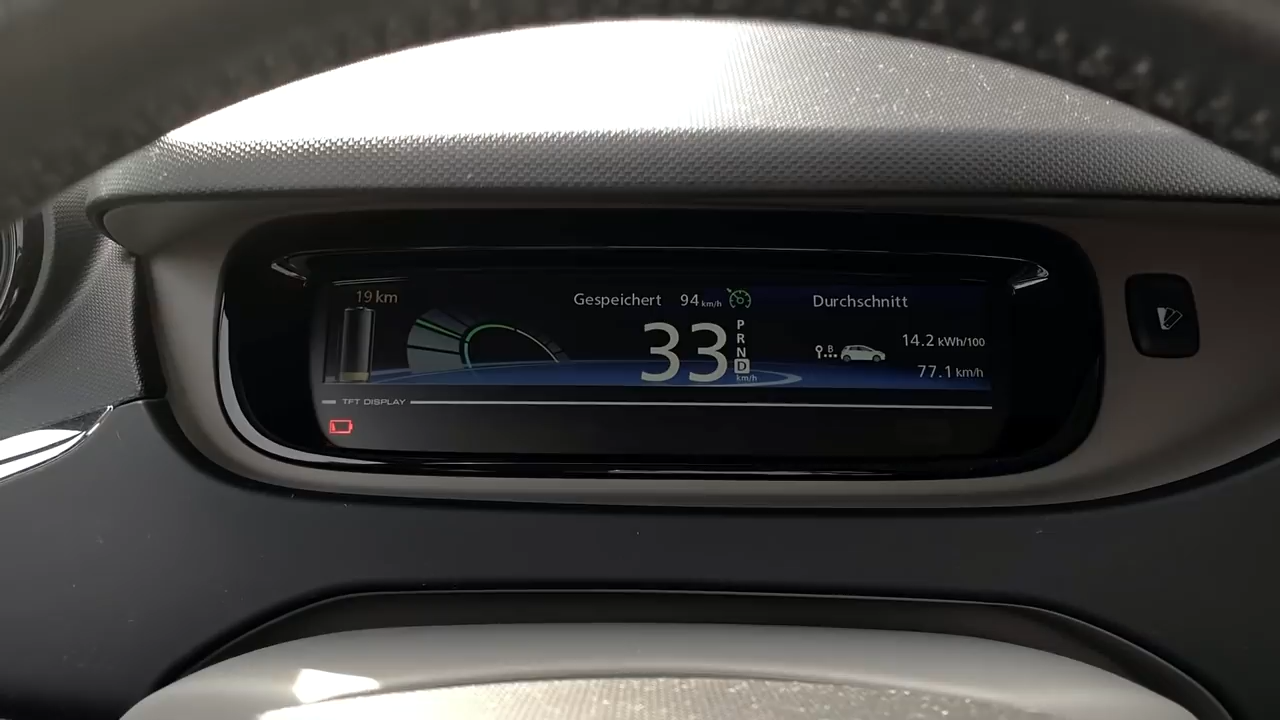 19 km
Gespeichert 94 km/h
33
P
R
N
D
km/h
Durchschnitt
B
14.2 kWh/100
77.1 km/h
TFT DISPLAY